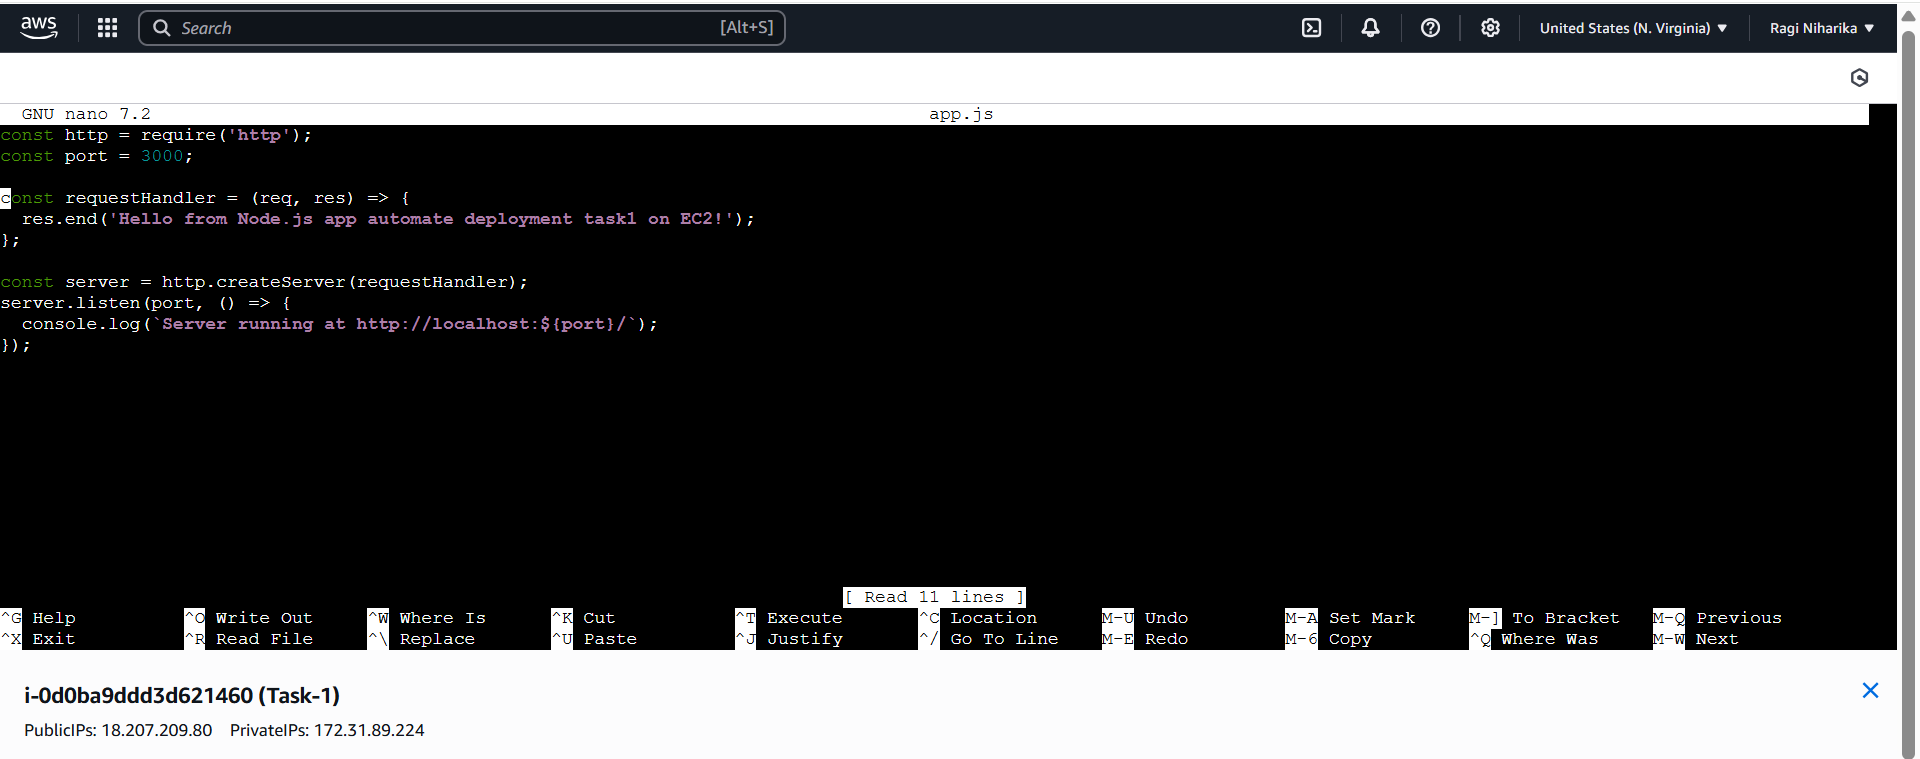 aws Search [Alt+S] United States (N. Virginia) ▼ Ragi Niharika ▼
GNU nano 7.2 app.js
const http = require('http');
const port = 3000;
const requestHandler = (req, res) => {
  res.end('Hello from Node.js app automate deployment task1 on EC2!');
};
const server = http.createServer(requestHandler);
server.listen(port, () => {
  console.log(`Server running at http://localhost:${port}/`);
});
[ Read 11 lines ]
^G Help ^O Write Out ^W Where Is ^K Cut ^T Execute ^C Location M-U Undo M-A Set Mark M-] To Bracket M-Q Previous
^X Exit ^R Read File ^\ Replace ^U Paste ^J Justify ^/ Go To Line M-E Redo M-6 Copy ^Q Where Was M-W Next
i-0d0ba9ddd3d621460 (Task-1)
PublicIPs: 18.207.209.80 PrivateIPs: 172.31.89.224